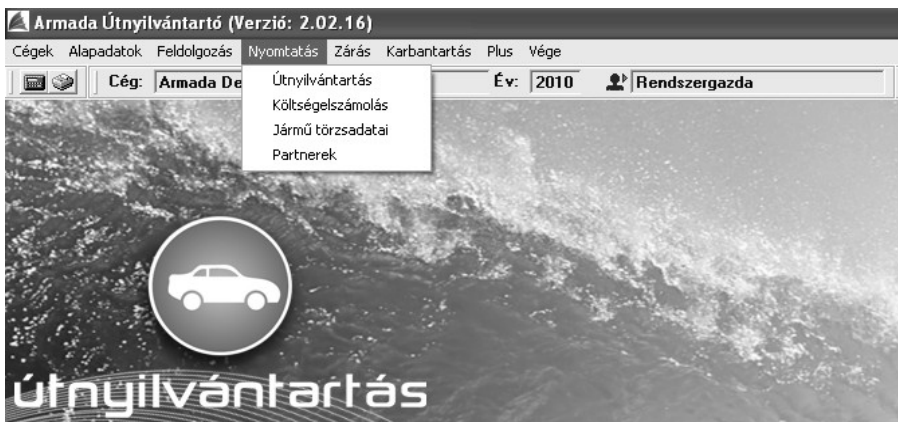 Armada Útnyilvántartó (Verzió: 2.02.16)
Cégek Alapadatok Feldolgozás Nyomtatás Zárás Karbantartás Plus Vége
Cég: Armada De Év: 2010 Rendszergazda
Útnyilvántartás
Költségelszámolás
Jármű törzsadatai
Partnerek
útnyilvántartás